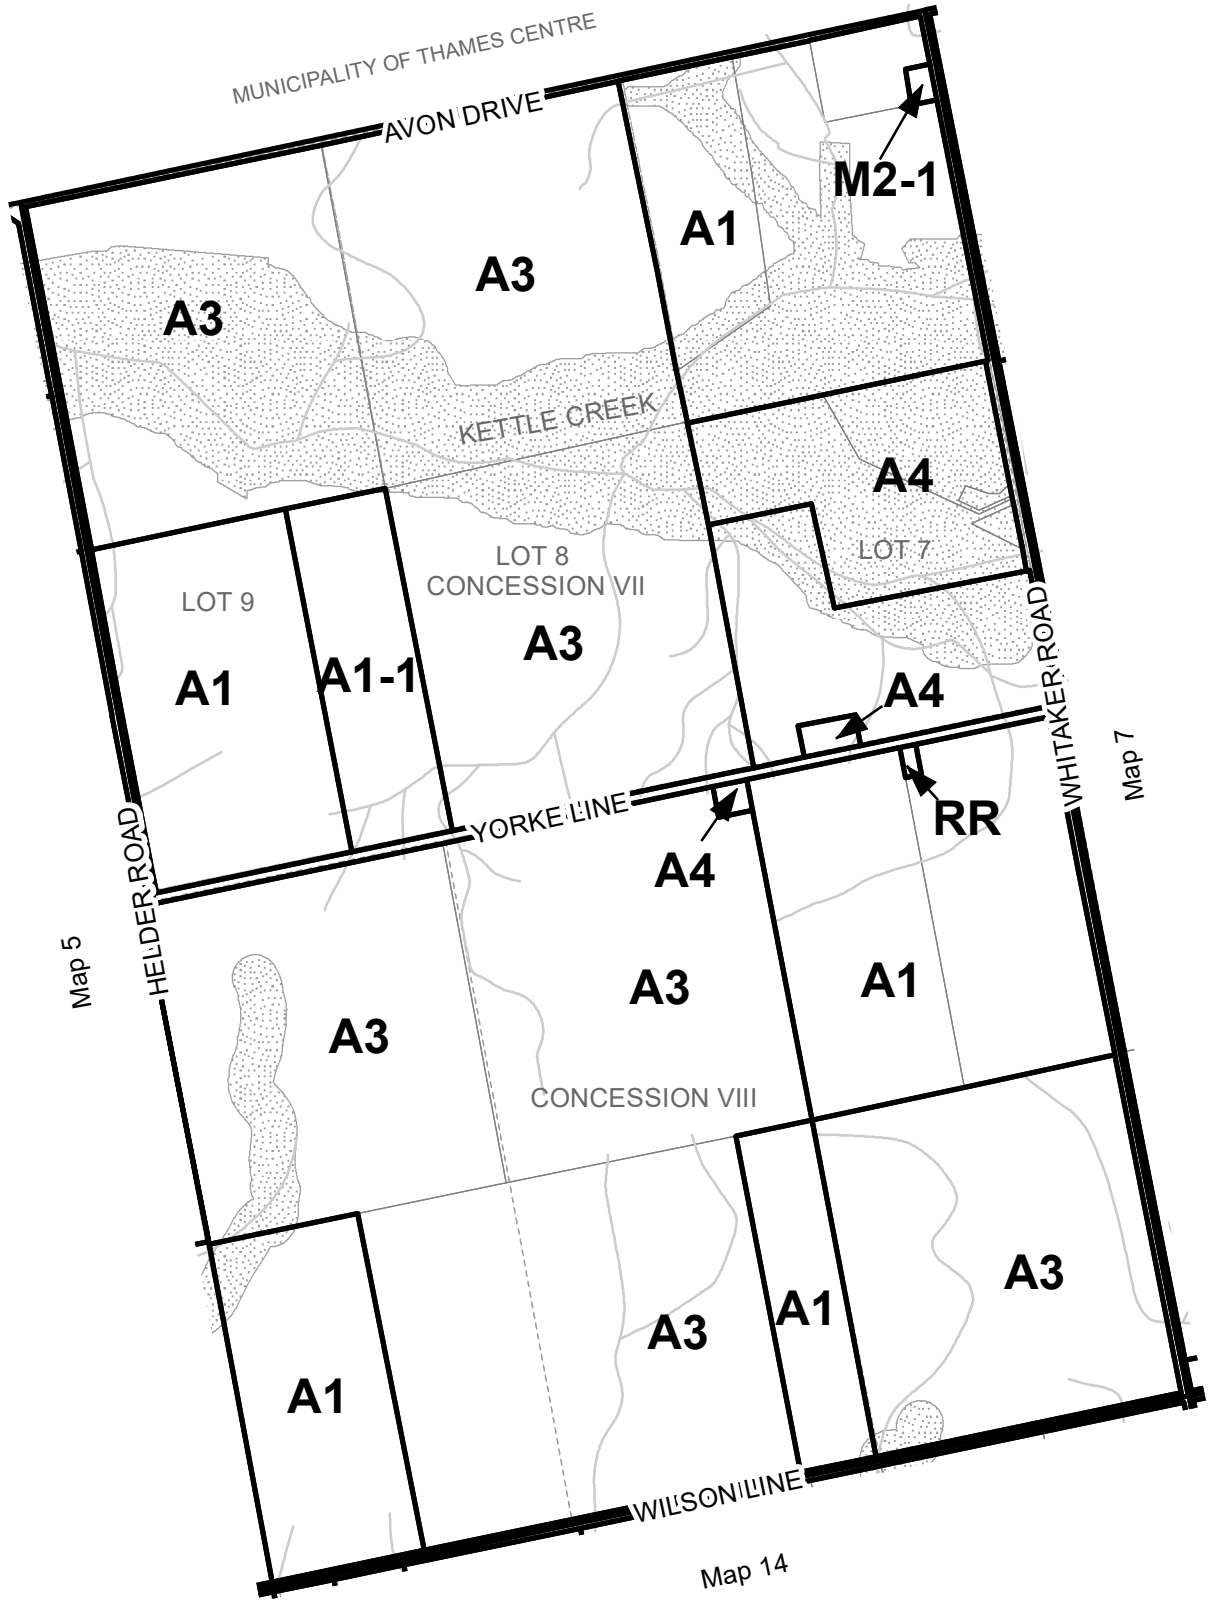 MUNICIPALITY OF THAMES CENTRE
AVON DRIVE
M2-1
A1
A3
A3
KETTLE CREEK
A4
LOT 7
LOT 8
CONCESSION VII
LOT 9
A3
A1
A1-1
A4
WHITAKER ROAD
Map 7
YORKE LINE
RR
A4
HELDER ROAD
Map 5
A3
A1
A3
CONCESSION VIII
A3
A1
A3
A1
WILSON LINE
Map 14